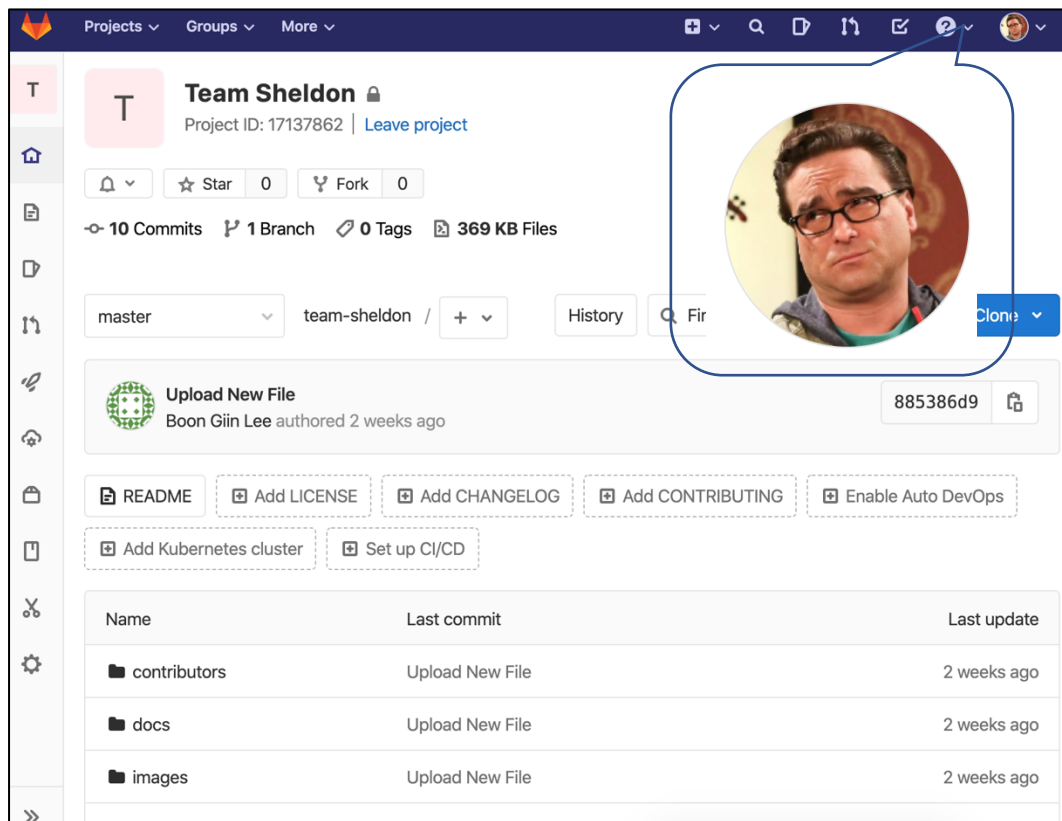 Projects Groups More
T
T
Team Sheldon
Project ID: 17137862 | Leave project
Star 0 Fork 0
10 Commits 1 Branch 0 Tags 369 KB Files
master team-sheldon / + History Clone
Upload New File
Boon Giin Lee authored 2 weeks ago
885386d9
README Add LICENSE Add CHANGELOG Add CONTRIBUTING Enable Auto DevOps
Add Kubernetes cluster Set up CI/CD
Name Last commit Last update
contributors Upload New File 2 weeks ago
docs Upload New File 2 weeks ago
images Upload New File 2 weeks ago